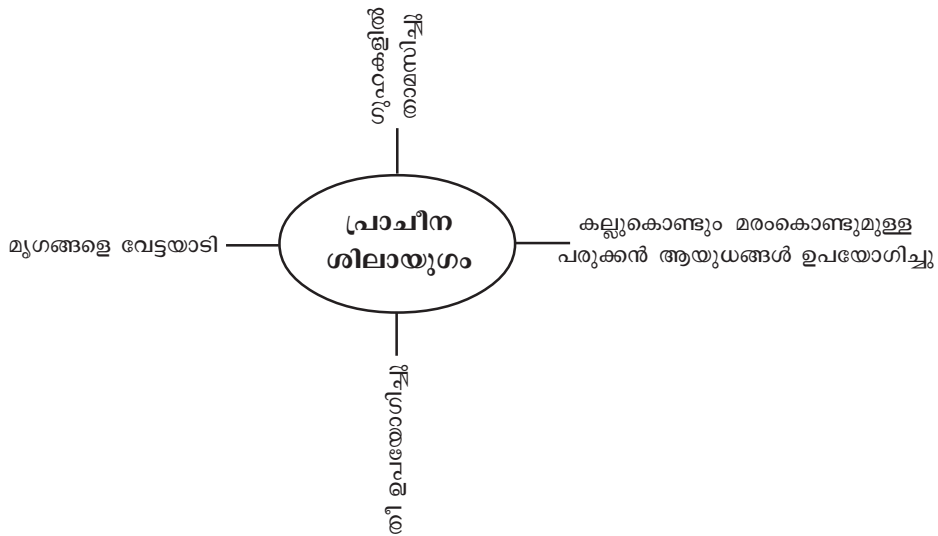 ഗുഹകളിൽ
താമസിച്ചു
പ്രാചീന
ശിലായുഗം
മൃഗങ്ങളെ വേട്ടയാടി
കല്ലുകൊണ്ടും മരംകൊണ്ടുമുള്ള
പരുക്കൻ ആയുധങ്ങൾ ഉപയോഗിച്ചു
തീ ഉപയോഗിച്ചു